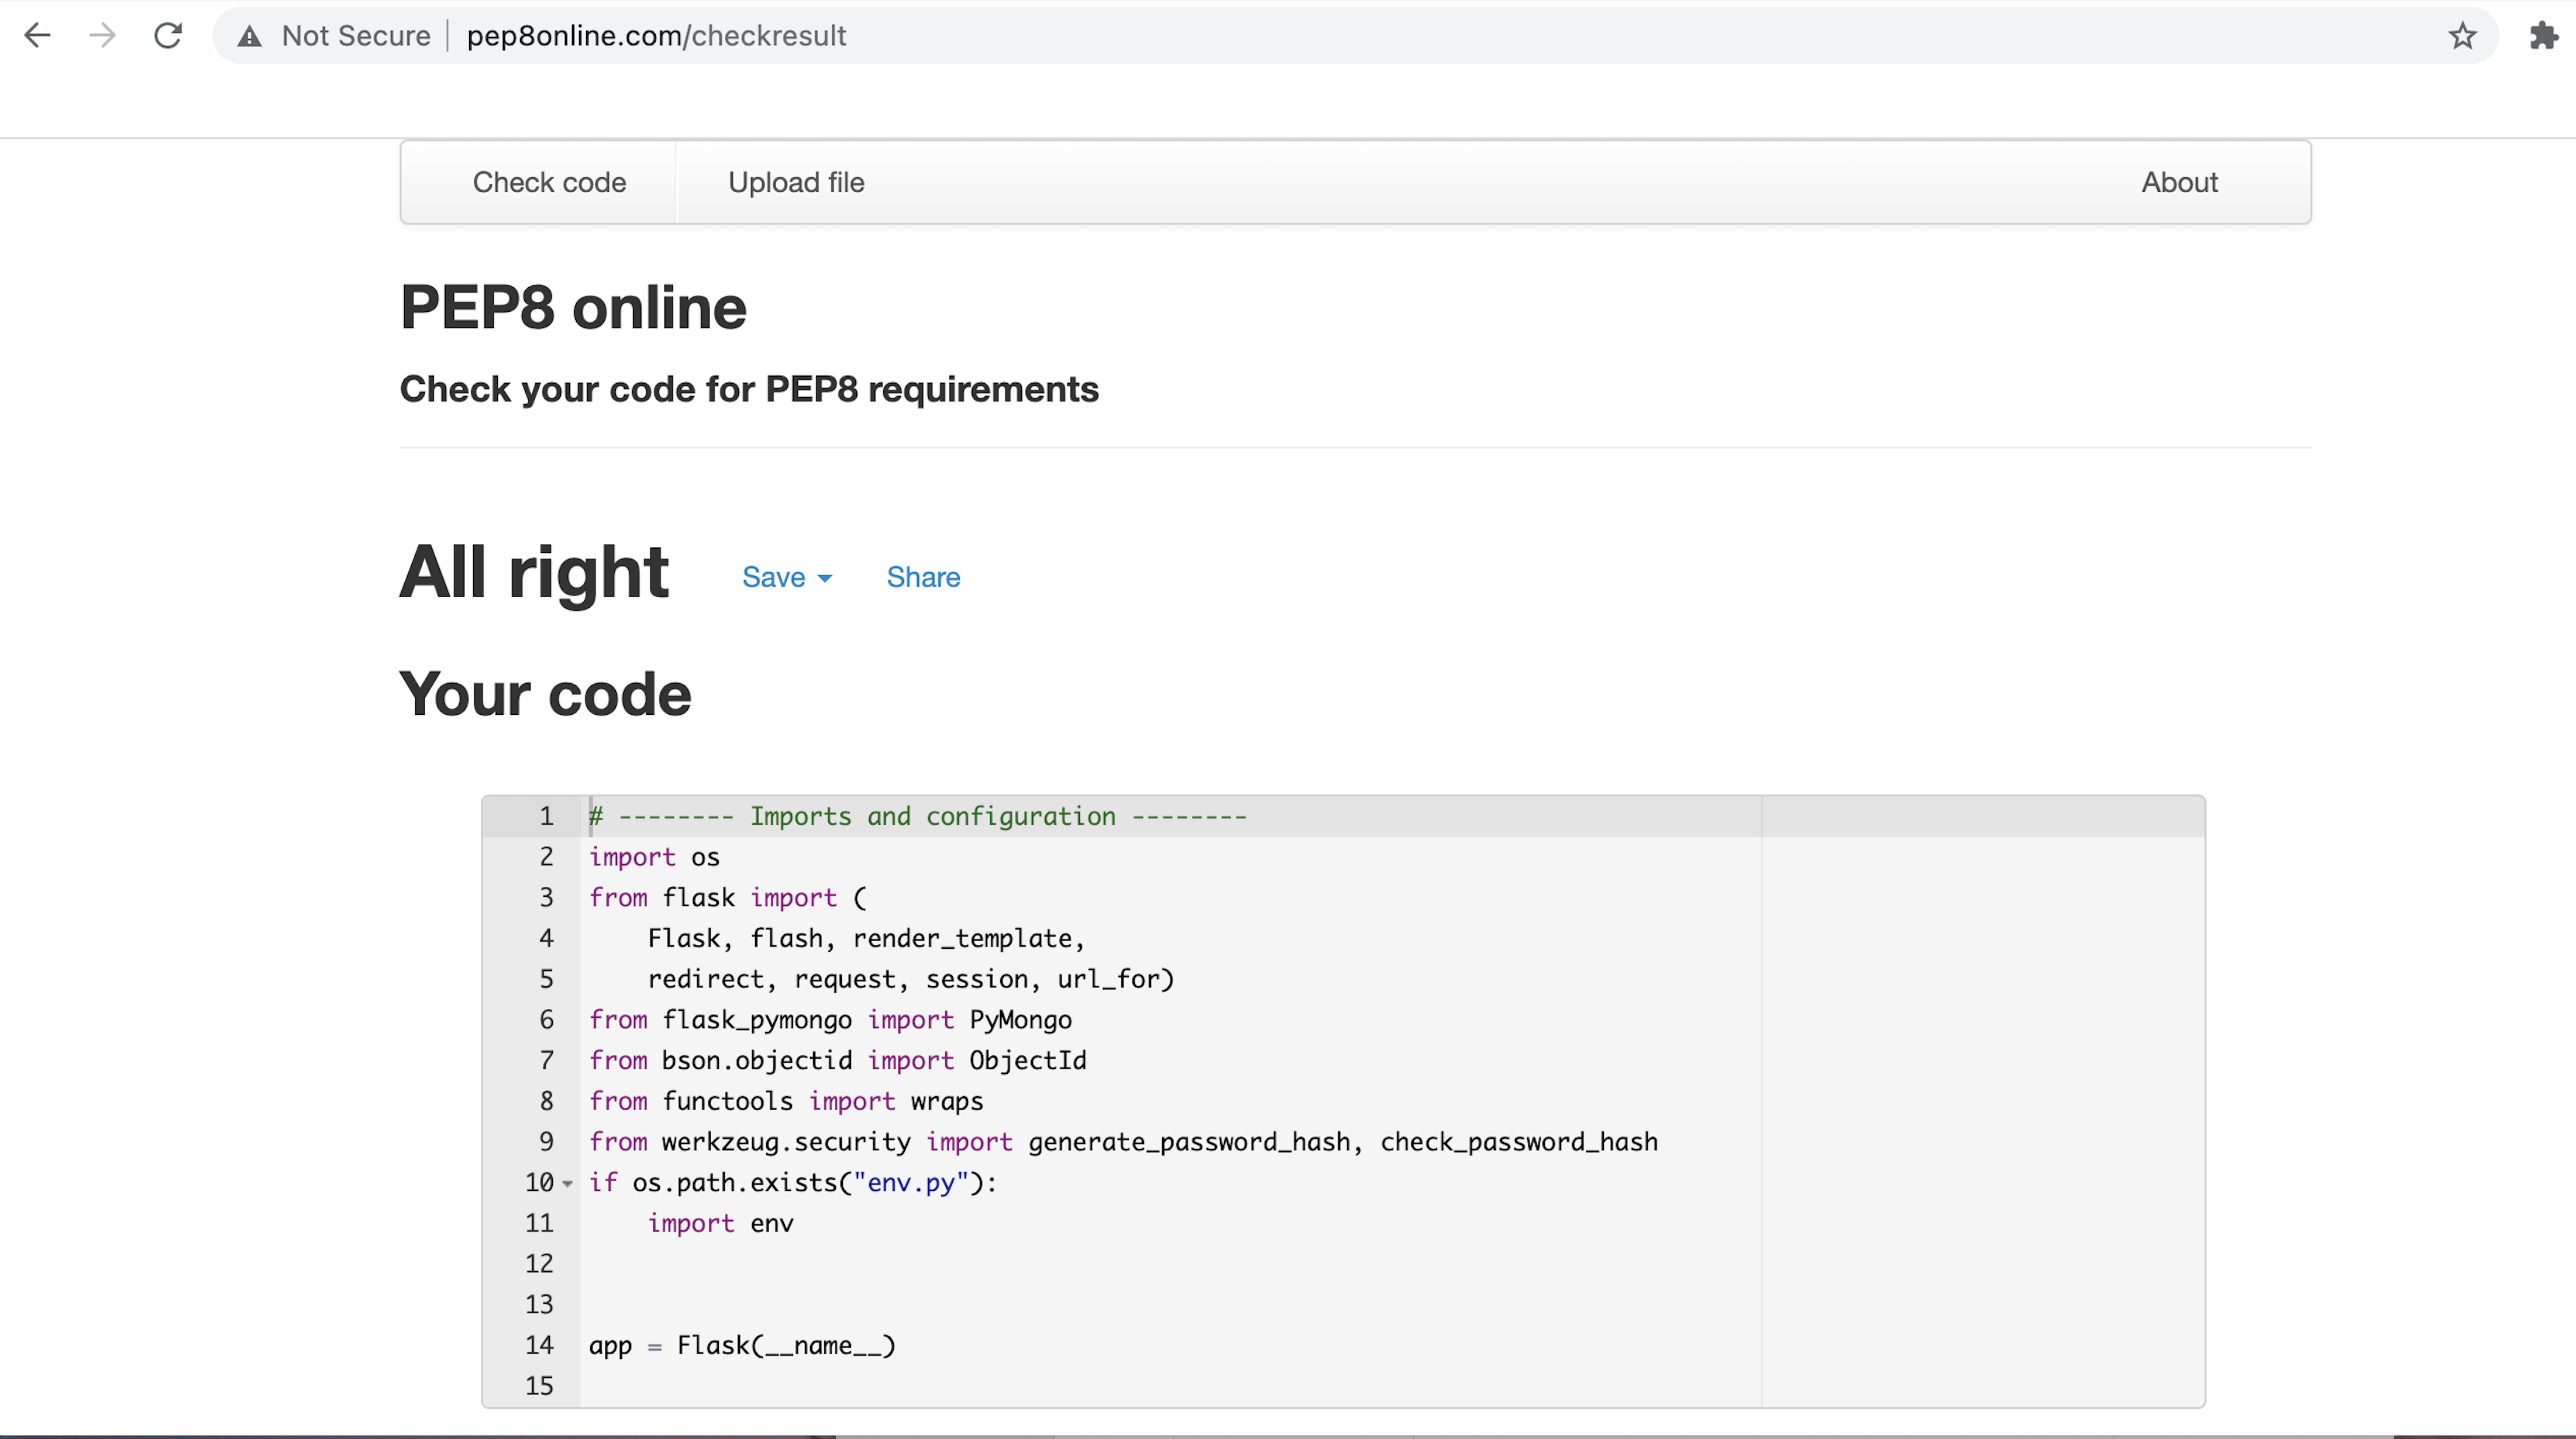 Not Secure pep8online.com/checkresult
Check code Upload file About
PEP8 online
Check your code for PEP8 requirements
All right Save Share
Your code
1 # -------- Imports and configuration --------
2 import os
3 from flask import (
4     Flask, flash, render_template,
5     redirect, request, session, url_for)
6 from flask_pymongo import PyMongo
7 from bson.objectid import ObjectId
8 from functools import wraps
9 from werkzeug.security import generate_password_hash, check_password_hash
10 if os.path.exists("env.py"):
11     import env
12
13
14 app = Flask(__name__)
15